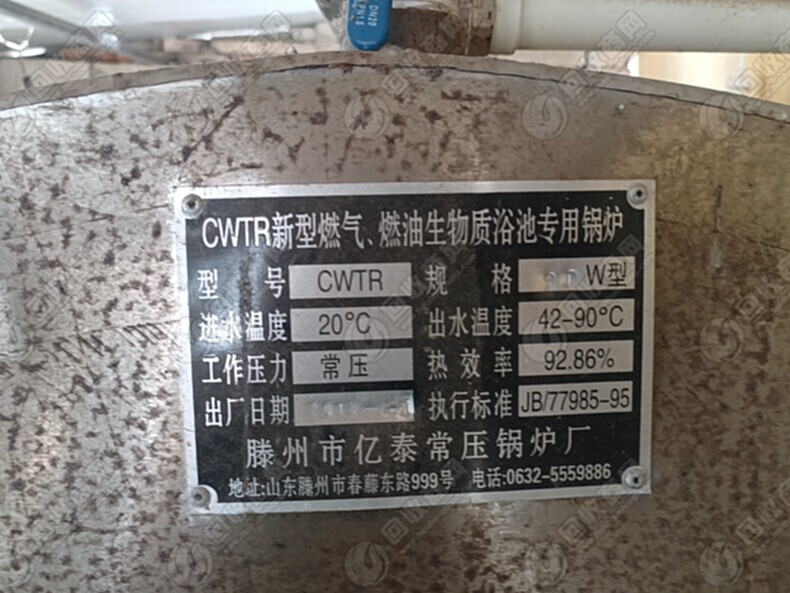 DN20
PN16
CWTR新型燃气、燃油生物质浴池专用锅炉
型号 CWTR 规格 W型
进水温度 20℃ 出水温度 42-90℃
工作压力 常压 热效率 92.86%
出厂日期 执行标准 JB/77985-95
滕州市亿泰常压锅炉厂
地址:山东滕州市春藤东路999号 电话:0632-5559886